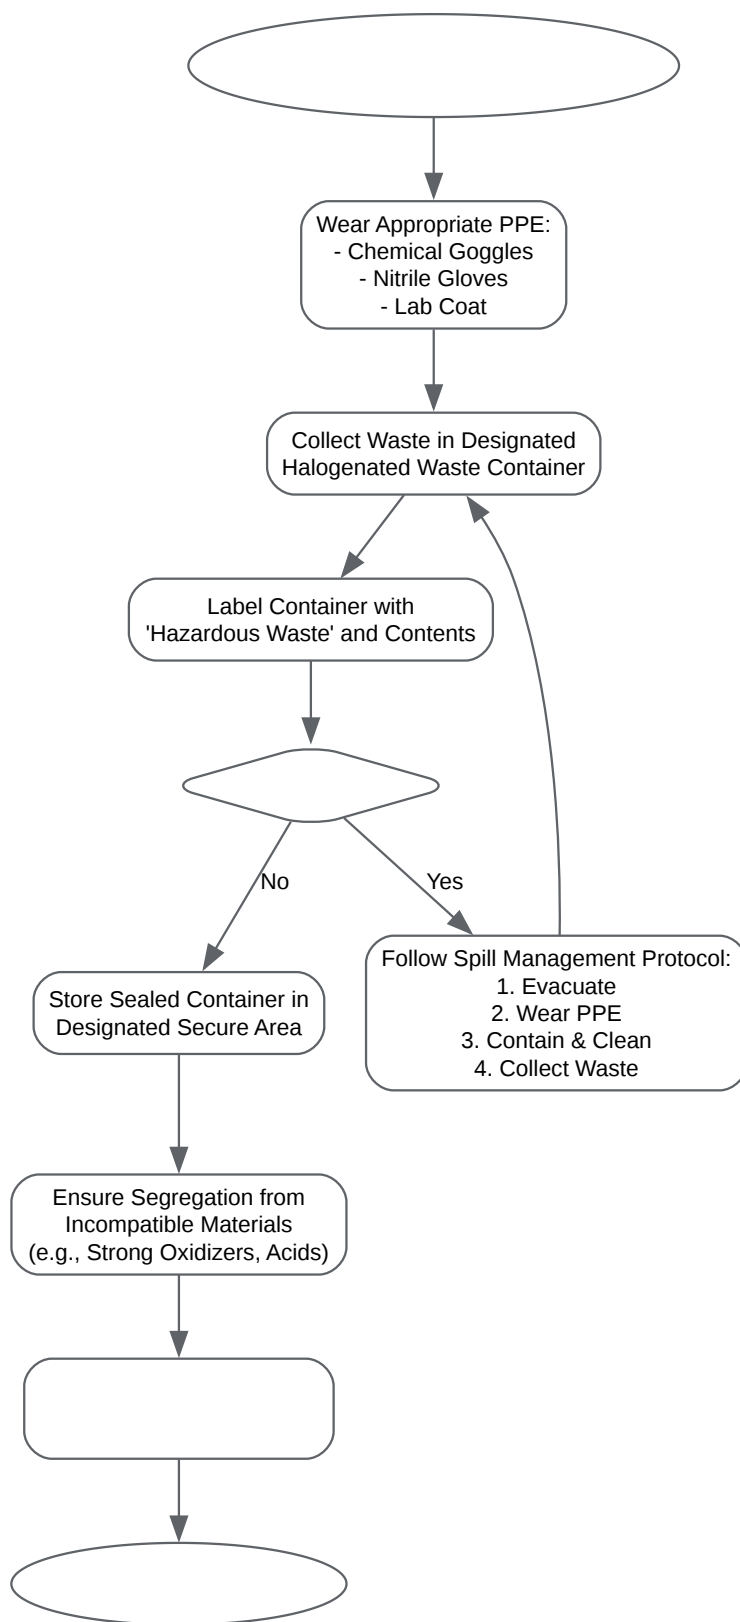 Wear Appropriate PPE:
- Chemical Goggles
- Nitrile Gloves
- Lab Coat
Collect Waste in Designated
Halogenated Waste Container
Label Container with
'Hazardous Waste' and Contents
No
Yes
Follow Spill Management Protocol:
1. Evacuate
2. Wear PPE
3. Contain & Clean
4. Collect Waste
Store Sealed Container in
Designated Secure Area
Ensure Segregation from
Incompatible Materials
(e.g., Strong Oxidizers, Acids)